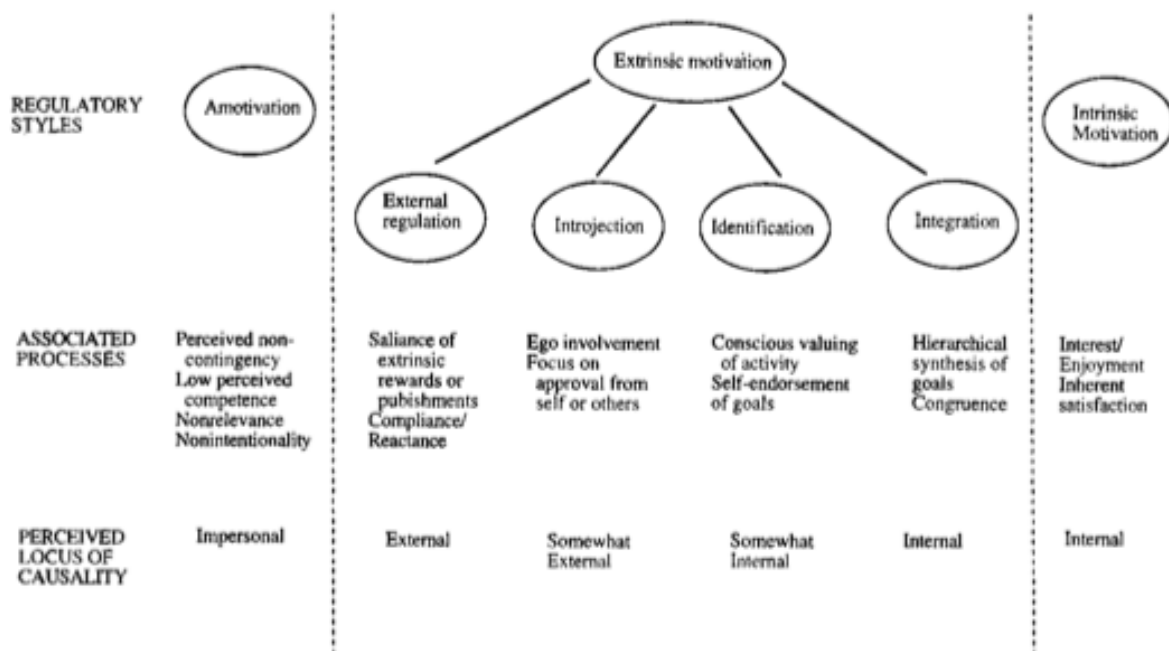 Extrinsic motivation
REGULATORY
STYLES
Amotivation
Intrinsic
Motivation
External
regulation
Introjection
Identification
Integration
ASSOCIATED
PROCESSES
Perceived non-
contingency
Low perceived
competence
Nonrelevance
Nonintentionality
Saliance of
extrinsic
rewards or
pubishments
Compliance/
Reactance
Ego involvement
Focus on
approval from
self or others
Conscious valuing
of activity
Self-endorsement
of goals
Hierarchical
synthesis of
goals
Congruence
Interest/
Enjoyment
Inherent
satisfaction
PERCEIVED
LOCUS OF
CAUSALITY
Impersonal
External
Somewhat
External
Somewhat
Internal
Internal
Internal